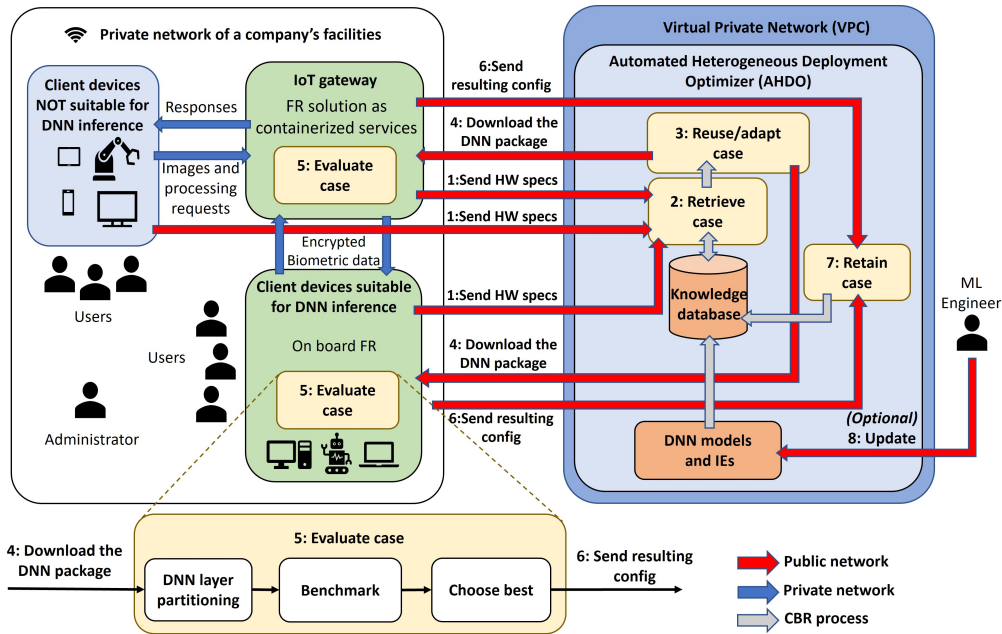 Private network of a company's facilities
Client devices
NOT suitable for
DNN inference
Responses
Images and
processing
requests
IoT gateway
FR solution as
containerized services
5: Evaluate
case
Encrypted
Biometric data
Client devices suitable
for DNN inference
On board FR
5: Evaluate
case
Users
Users
Administrator
6:Send
resulting config
4: Download the
DNN package
1:Send HW specs
1:Send HW specs
1:Send HW specs
4: Download the
DNN package
6:Send resulting
config
Virtual Private Network (VPC)
Automated Heterogeneous Deployment
Optimizer (AHDO)
3: Reuse/adapt
case
2: Retrieve
case
7: Retain
case
Knowledge
database
DNN models
and IEs
ML
Engineer
(Optional)
8: Update
4: Download the
DNN package
5: Evaluate case
DNN layer
partitioning
Benchmark
Choose best
6: Send resulting
config
Public network
Private network
CBR process